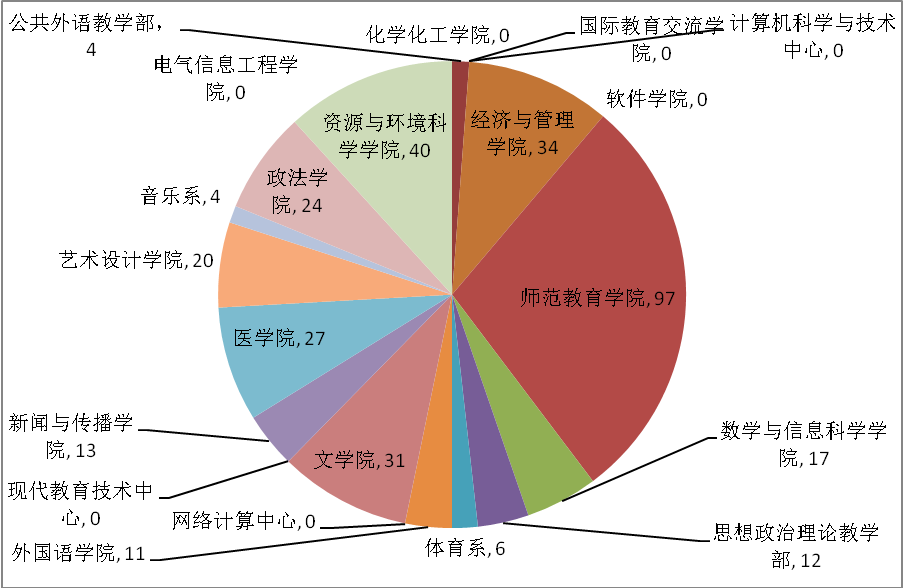 公共外语教学部，
4
化学化工学院, 0
国际教育交流学
院, 0
计算机科学与技术
中心, 0
电气信息工程学
院, 0
软件学院, 0
资源与环境科
学学院, 40
经济与管理
学院, 34
政法学
院, 24
音乐系, 4
艺术设计学院, 20
师范教育学院, 97
医学院, 27
新闻与传播学
院, 13
数学与信息科学学
院, 17
文学院, 31
现代教育技术中
心, 0
网络计算中心, 0
外国语学院, 11
体育系, 6
思想政治理论教学
部, 12